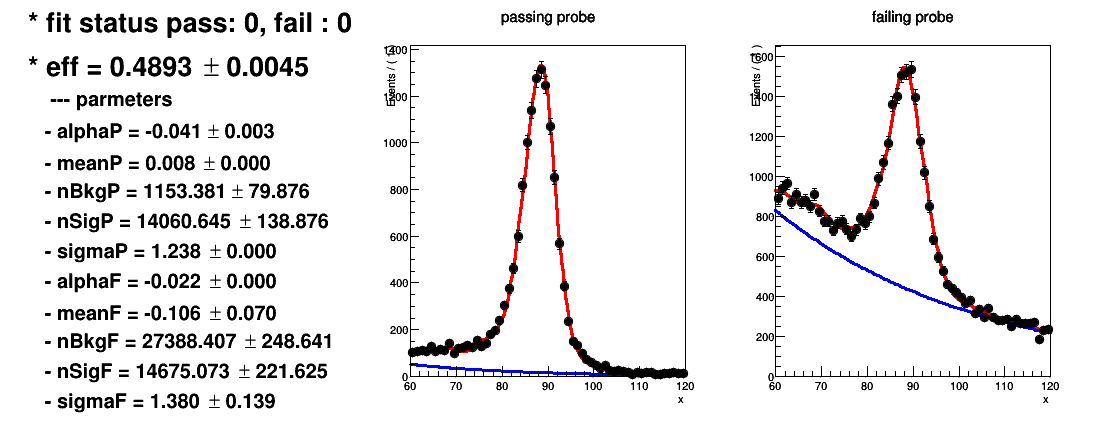 * fit status pass: 0, fail : 0
* eff = 0.4893 ± 0.0045
--- parmeters
- alphaP = -0.041 ± 0.003
- meanP = 0.008 ± 0.000
- nBkgP = 1153.381 ± 79.876
- nSigP = 14060.645 ± 138.876
- sigmaP = 1.238 ± 0.000
- alphaF = -0.022 ± 0.000
- meanF = -0.106 ± 0.070
- nBkgF = 27388.407 ± 248.641
- nSigF = 14675.073 ± 221.625
- sigmaF = 1.380 ± 0.139
passing probe
Events / ( 1 )
1400
1200
1000
800
600
400
200
0
60 70 80 90 100 110 120
x
failing probe
Events / ( 1 )
1600
1400
1200
1000
800
600
400
200
0
60 70 80 90 100 110 120
x